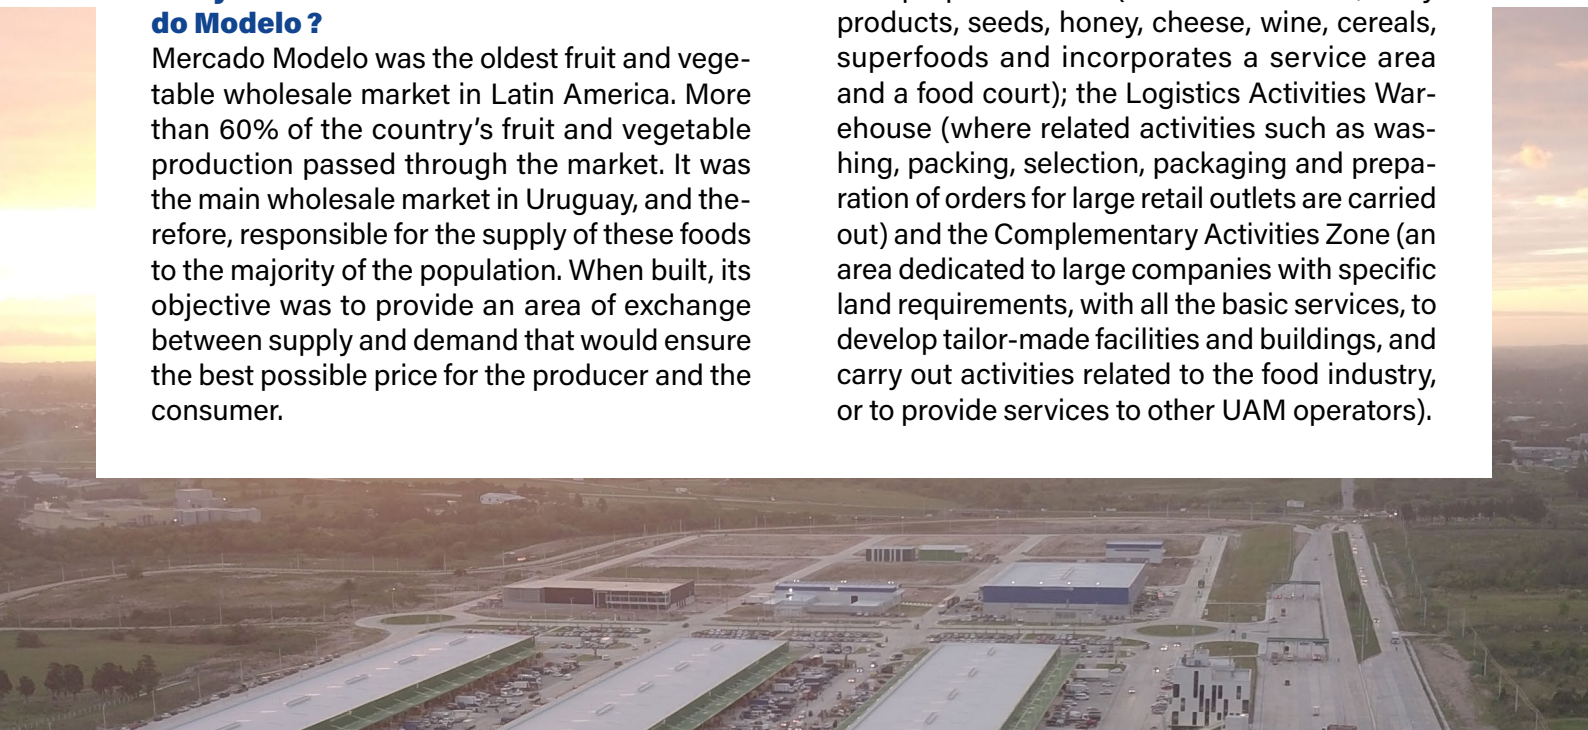 do Modelo ?
Mercado Modelo was the oldest fruit and vege-
table wholesale market in Latin America. More
than 60% of the country's fruit and vegetable
production passed through the market. It was
the main wholesale market in Uruguay, and the-
refore, responsible for the supply of these foods
to the majority of the population. When built, its
objective was to provide an area of exchange
between supply and demand that would ensure
the best possible price for the producer and the
consumer.
products, seeds, honey, cheese, wine, cereals,
superfoods and incorporates a service area
and a food court); the Logistics Activities War-
ehouse (where related activities such as was-
hing, packing, selection, packaging and prepa-
ration of orders for large retail outlets are carried
out) and the Complementary Activities Zone (an
area dedicated to large companies with specific
land requirements, with all the basic services, to
develop tailor-made facilities and buildings, and
carry out activities related to the food industry,
or to provide services to other UAM operators).